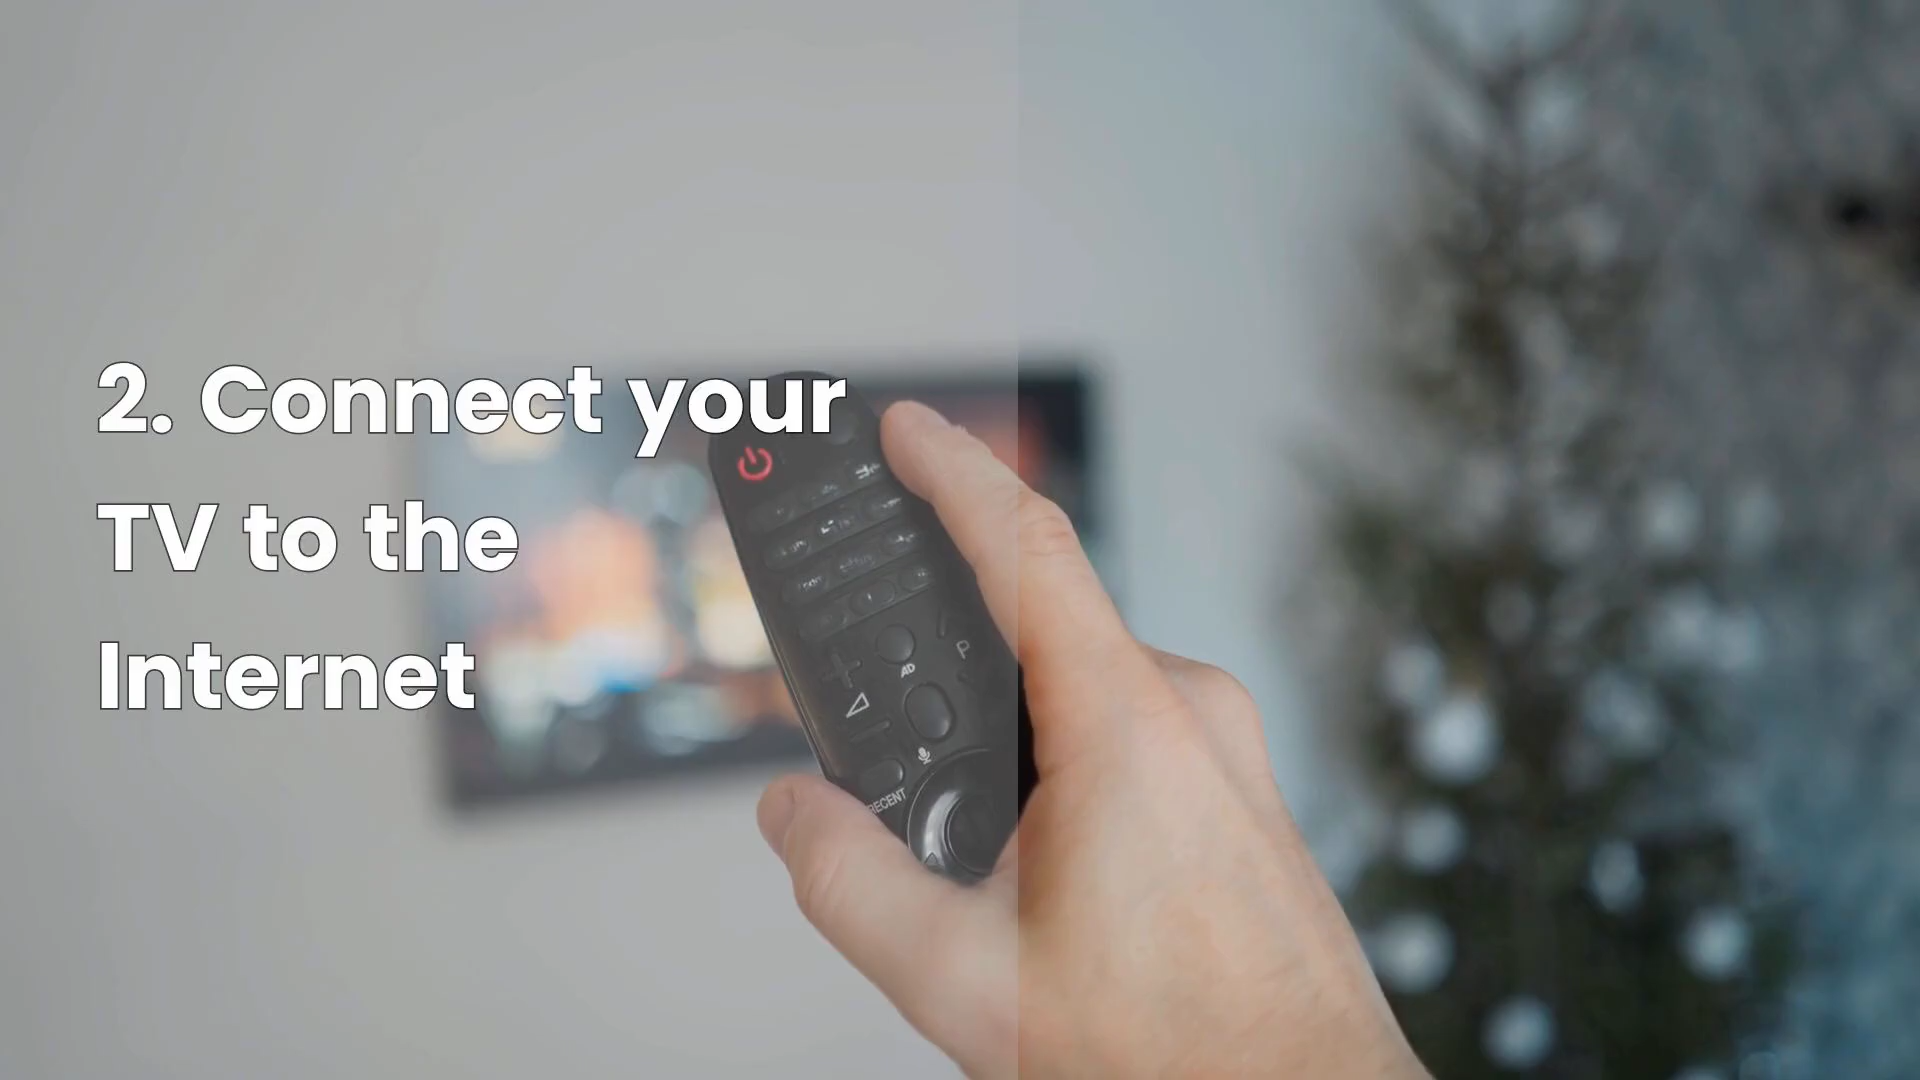 2. Connect your
TV to the
Internet
AD
P
RECENT